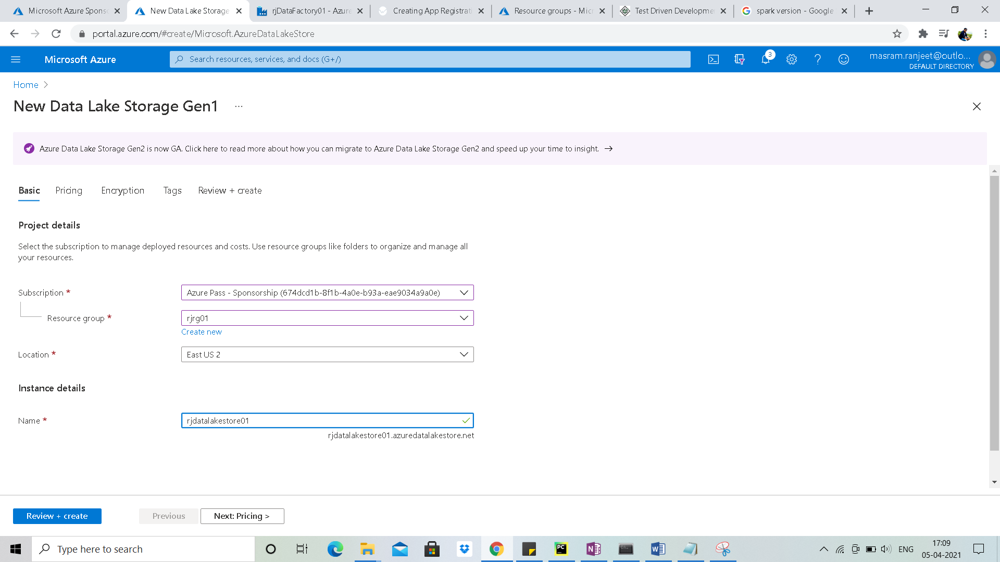 Microsoft Azure Spons
New Data Lake Storage
rjDataFactory01 - Azure
Creating App Registrati
Resource groups - Micr
Test Driven Developme
spark version - Google
portal.azure.com/#create/Microsoft.AzureDataLakeStore
Microsoft Azure
Search resources, services, and docs (G+/)
3
masram.ranjeet@outlo...
DEFAULT DIRECTORY
Home
New Data Lake Storage Gen1
...
Azure Data Lake Storage Gen2 is now GA. Click here to read more about how you can migrate to Azure Data Lake Storage Gen2 and speed up your time to insight.
Basic
Pricing
Encryption
Tags
Review + create
Project details
Select the subscription to manage deployed resources and costs. Use resource groups like folders to organize and manage all
your resources.
Subscription *
Azure Pass - Sponsorship (674dcd1b-8f1b-4a0e-b93a-eae9034a9a0e)
Resource group *
rjrg01
Create new
Location *
East US 2
Instance details
Name *
rjdatalakestore01
rjdatalakestore01.azuredatalakestore.net
Review + create
Previous
Next: Pricing >
Type here to search
PC
N
W
ENG
17:09
05-04-2021